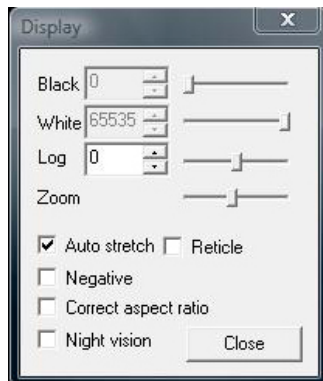 Display
Black 0
White 65535
Log 0
Zoom
Auto stretch Reticle
Negative
Correct aspect ratio
Night vision Close